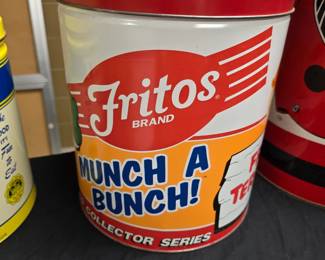 Fritos
BRAND
MUNCH A
BUNCH!
COLLECTOR SERIES